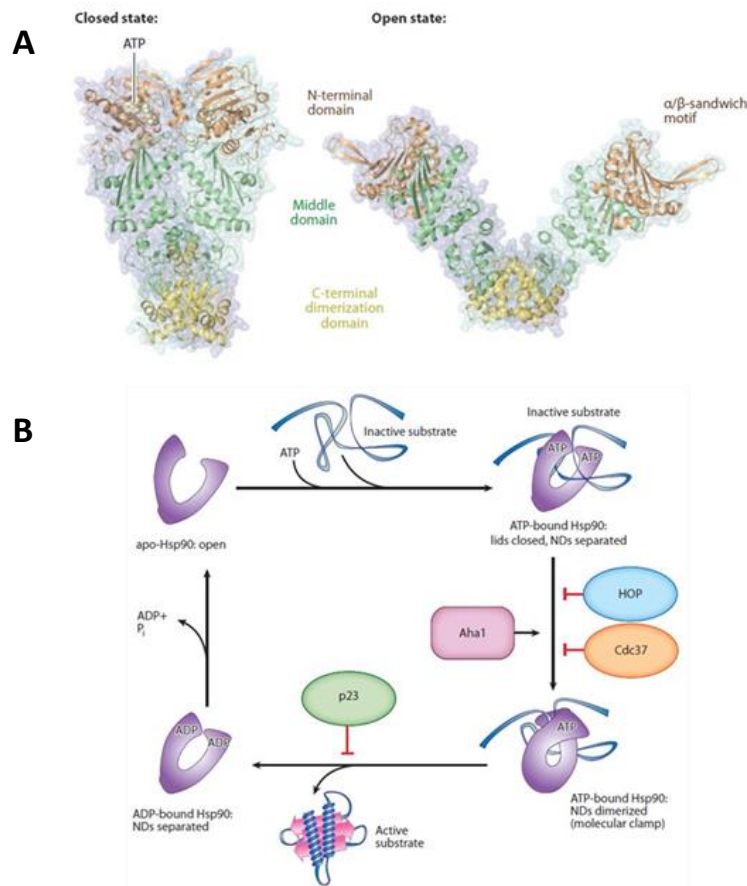 Closed state:
Open state:
A
ATP
N-terminal
domain
α/β-sandwich
motif
Middle
domain
C-terminal
dimerization
domain
B
Inactive substrate
ATP
Inactive substrate
ATP
ATP
apo-Hsp90: open
ATP-bound Hsp90:
lids closed, NDs separated
HOP
Aha1
Cdc37
ADP+
Pi
p23
ADP
ADP
ATP
ADP-bound Hsp90:
NDs separated
Active
substrate
ATP-bound Hsp90:
NDs dimerized
(molecular clamp)